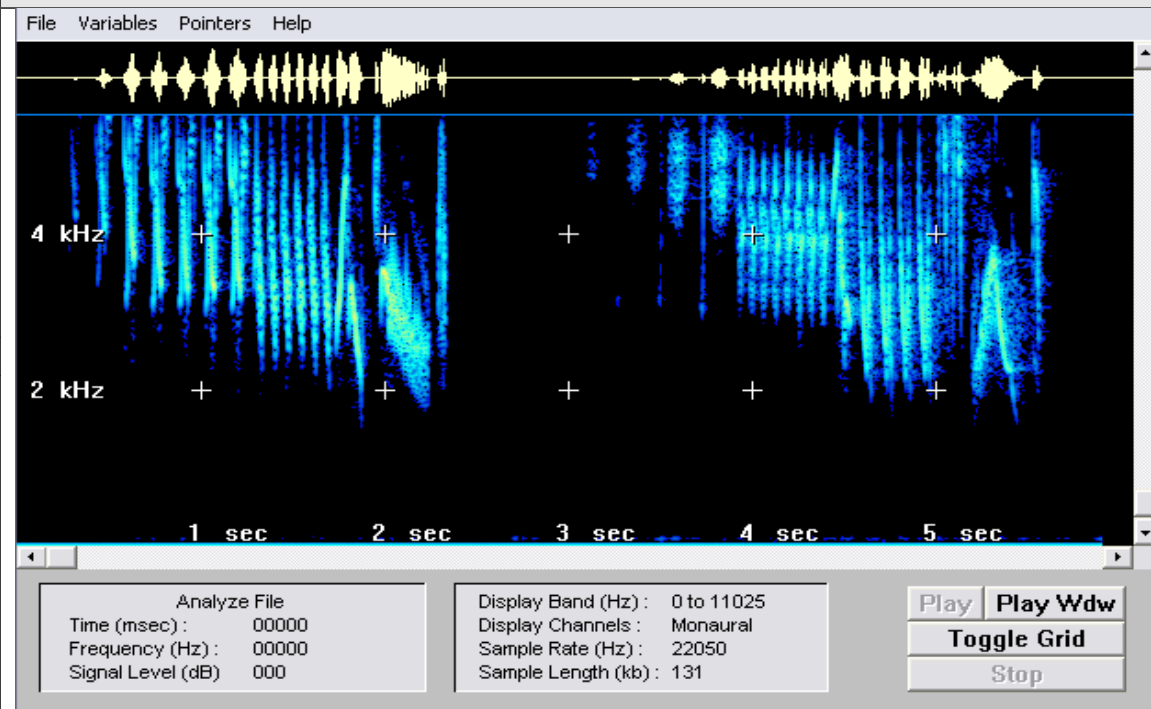 File Variables Pointers Help
4 kHz
2 kHz
1 sec 2 sec 3 sec 4 sec 5 sec
Analyze File
Time (msec) : 00000
Frequency (Hz) : 00000
Signal Level (dB) 000
Display Band (Hz) : 0 to 11025
Display Channels : Monaural
Sample Rate (Hz) : 22050
Sample Length (kb) : 131
Play Play Wdw
Toggle Grid
Stop